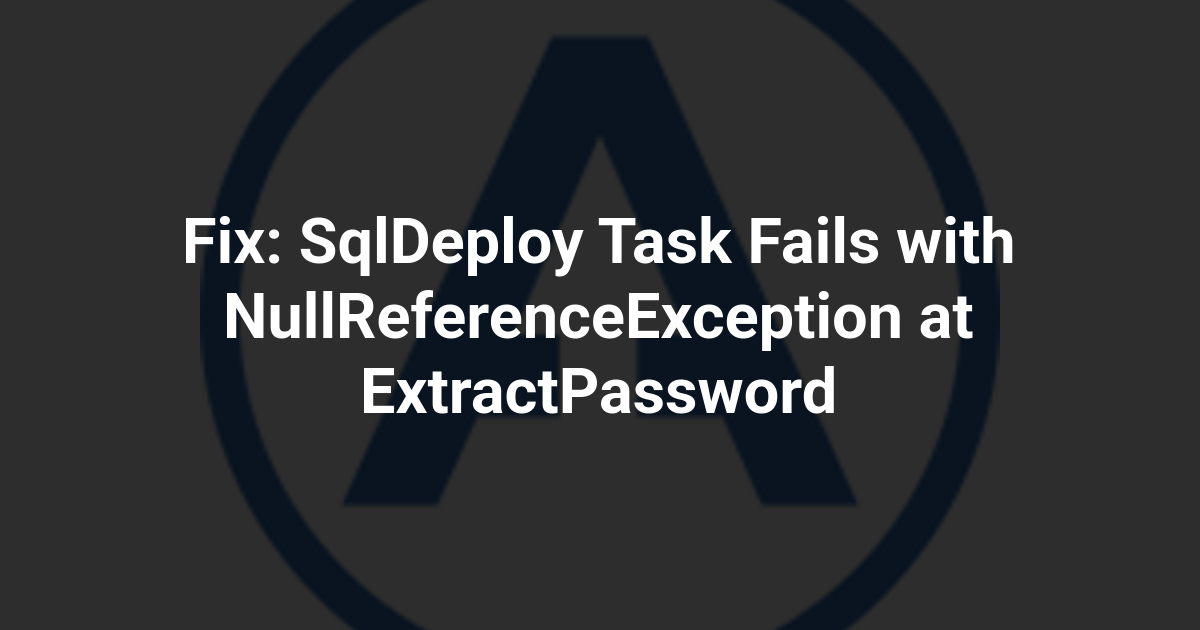 Fix: SqlDeploy Task Fails with
NullReferenceException at
ExtractPassword